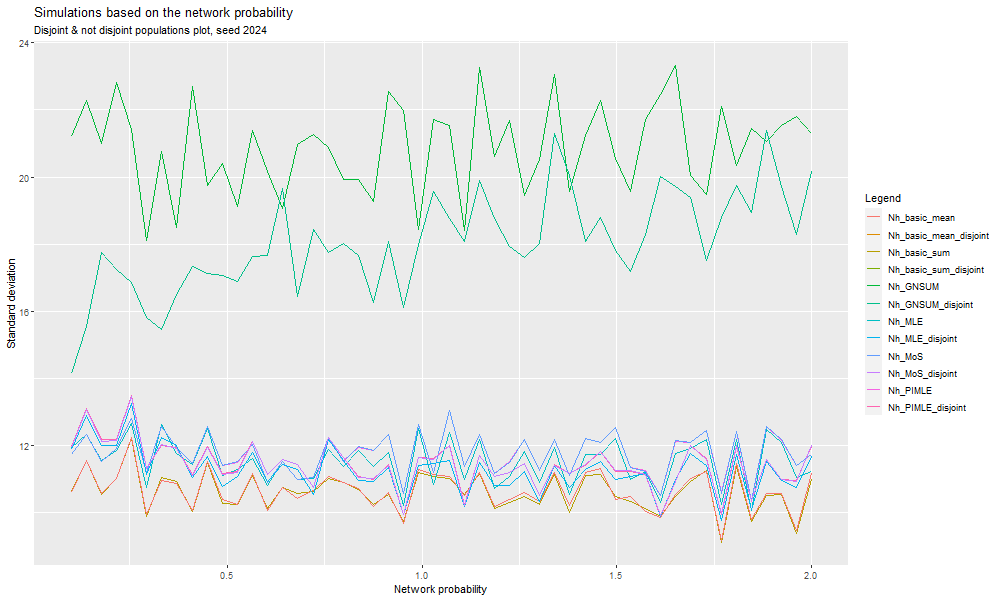 Simulations based on the network probability
Disjoint & not disjoint populations plot, seed 2024
24
20
16
12
Standard deviation
0.5
1.0
1.5
2.0
Network probability
Legend
Nh_basic_mean
Nh_basic_mean_disjoint
Nh_basic_sum
Nh_basic_sum_disjoint
Nh_GNSUM
Nh_GNSUM_disjoint
Nh_MLE
Nh_MLE_disjoint
Nh_MoS
Nh_MoS_disjoint
Nh_PIMLE
Nh_PIMLE_disjoint